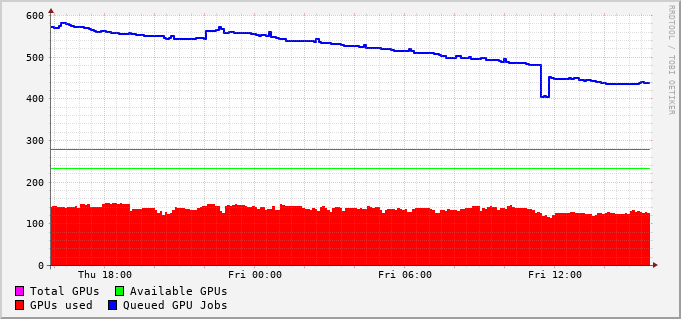 600
500
400
300
200
100
0
Thu 18:00 Fri 00:00 Fri 06:00 Fri 12:00
Total GPUs Available GPUs
GPUs used Queued GPU Jobs
RRDTOOL / TOBI OETIKER